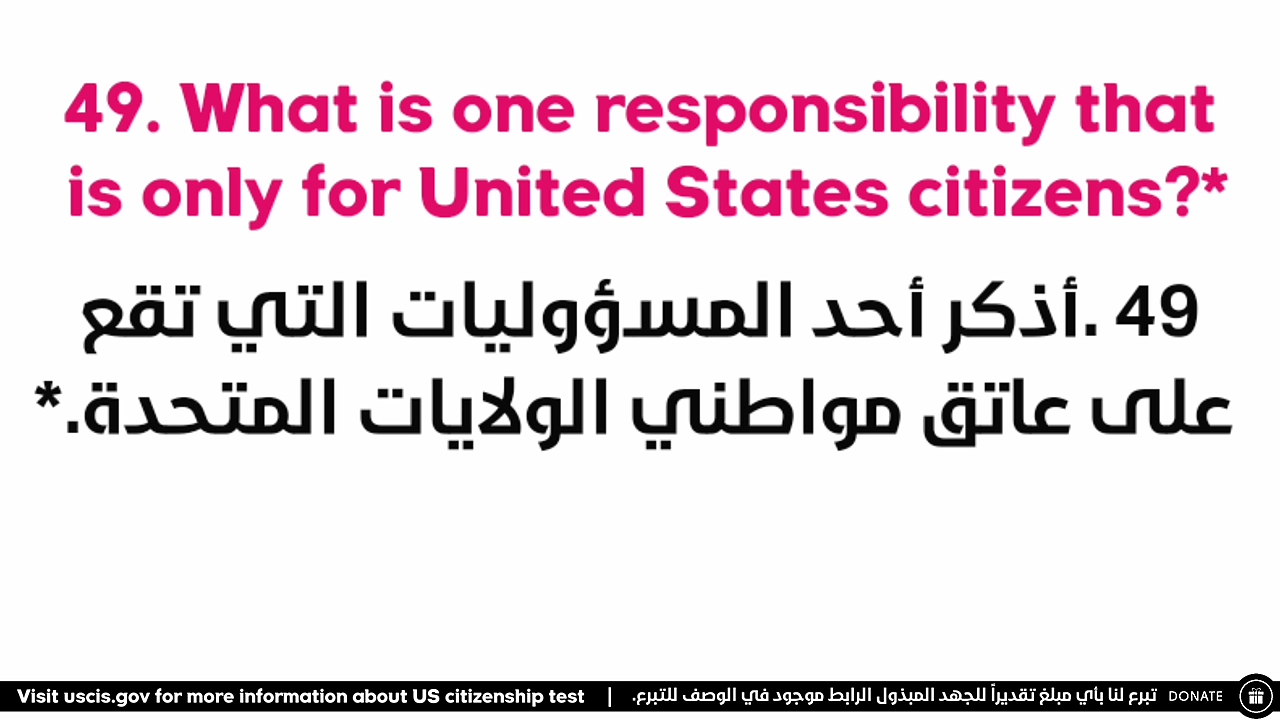 49. What is one responsibility that
is only for United States citizens?*
49 .أذكر أحد المسؤوليات التي تقع
على عاتق مواطني الولايات المتحدة.*
Visit uscis.gov for more information about US citizenship test | تبرع لنا بأي مبلغ تقديراً للجهد المبذول الرابط موجود في الوصف للتبرع. DONATE